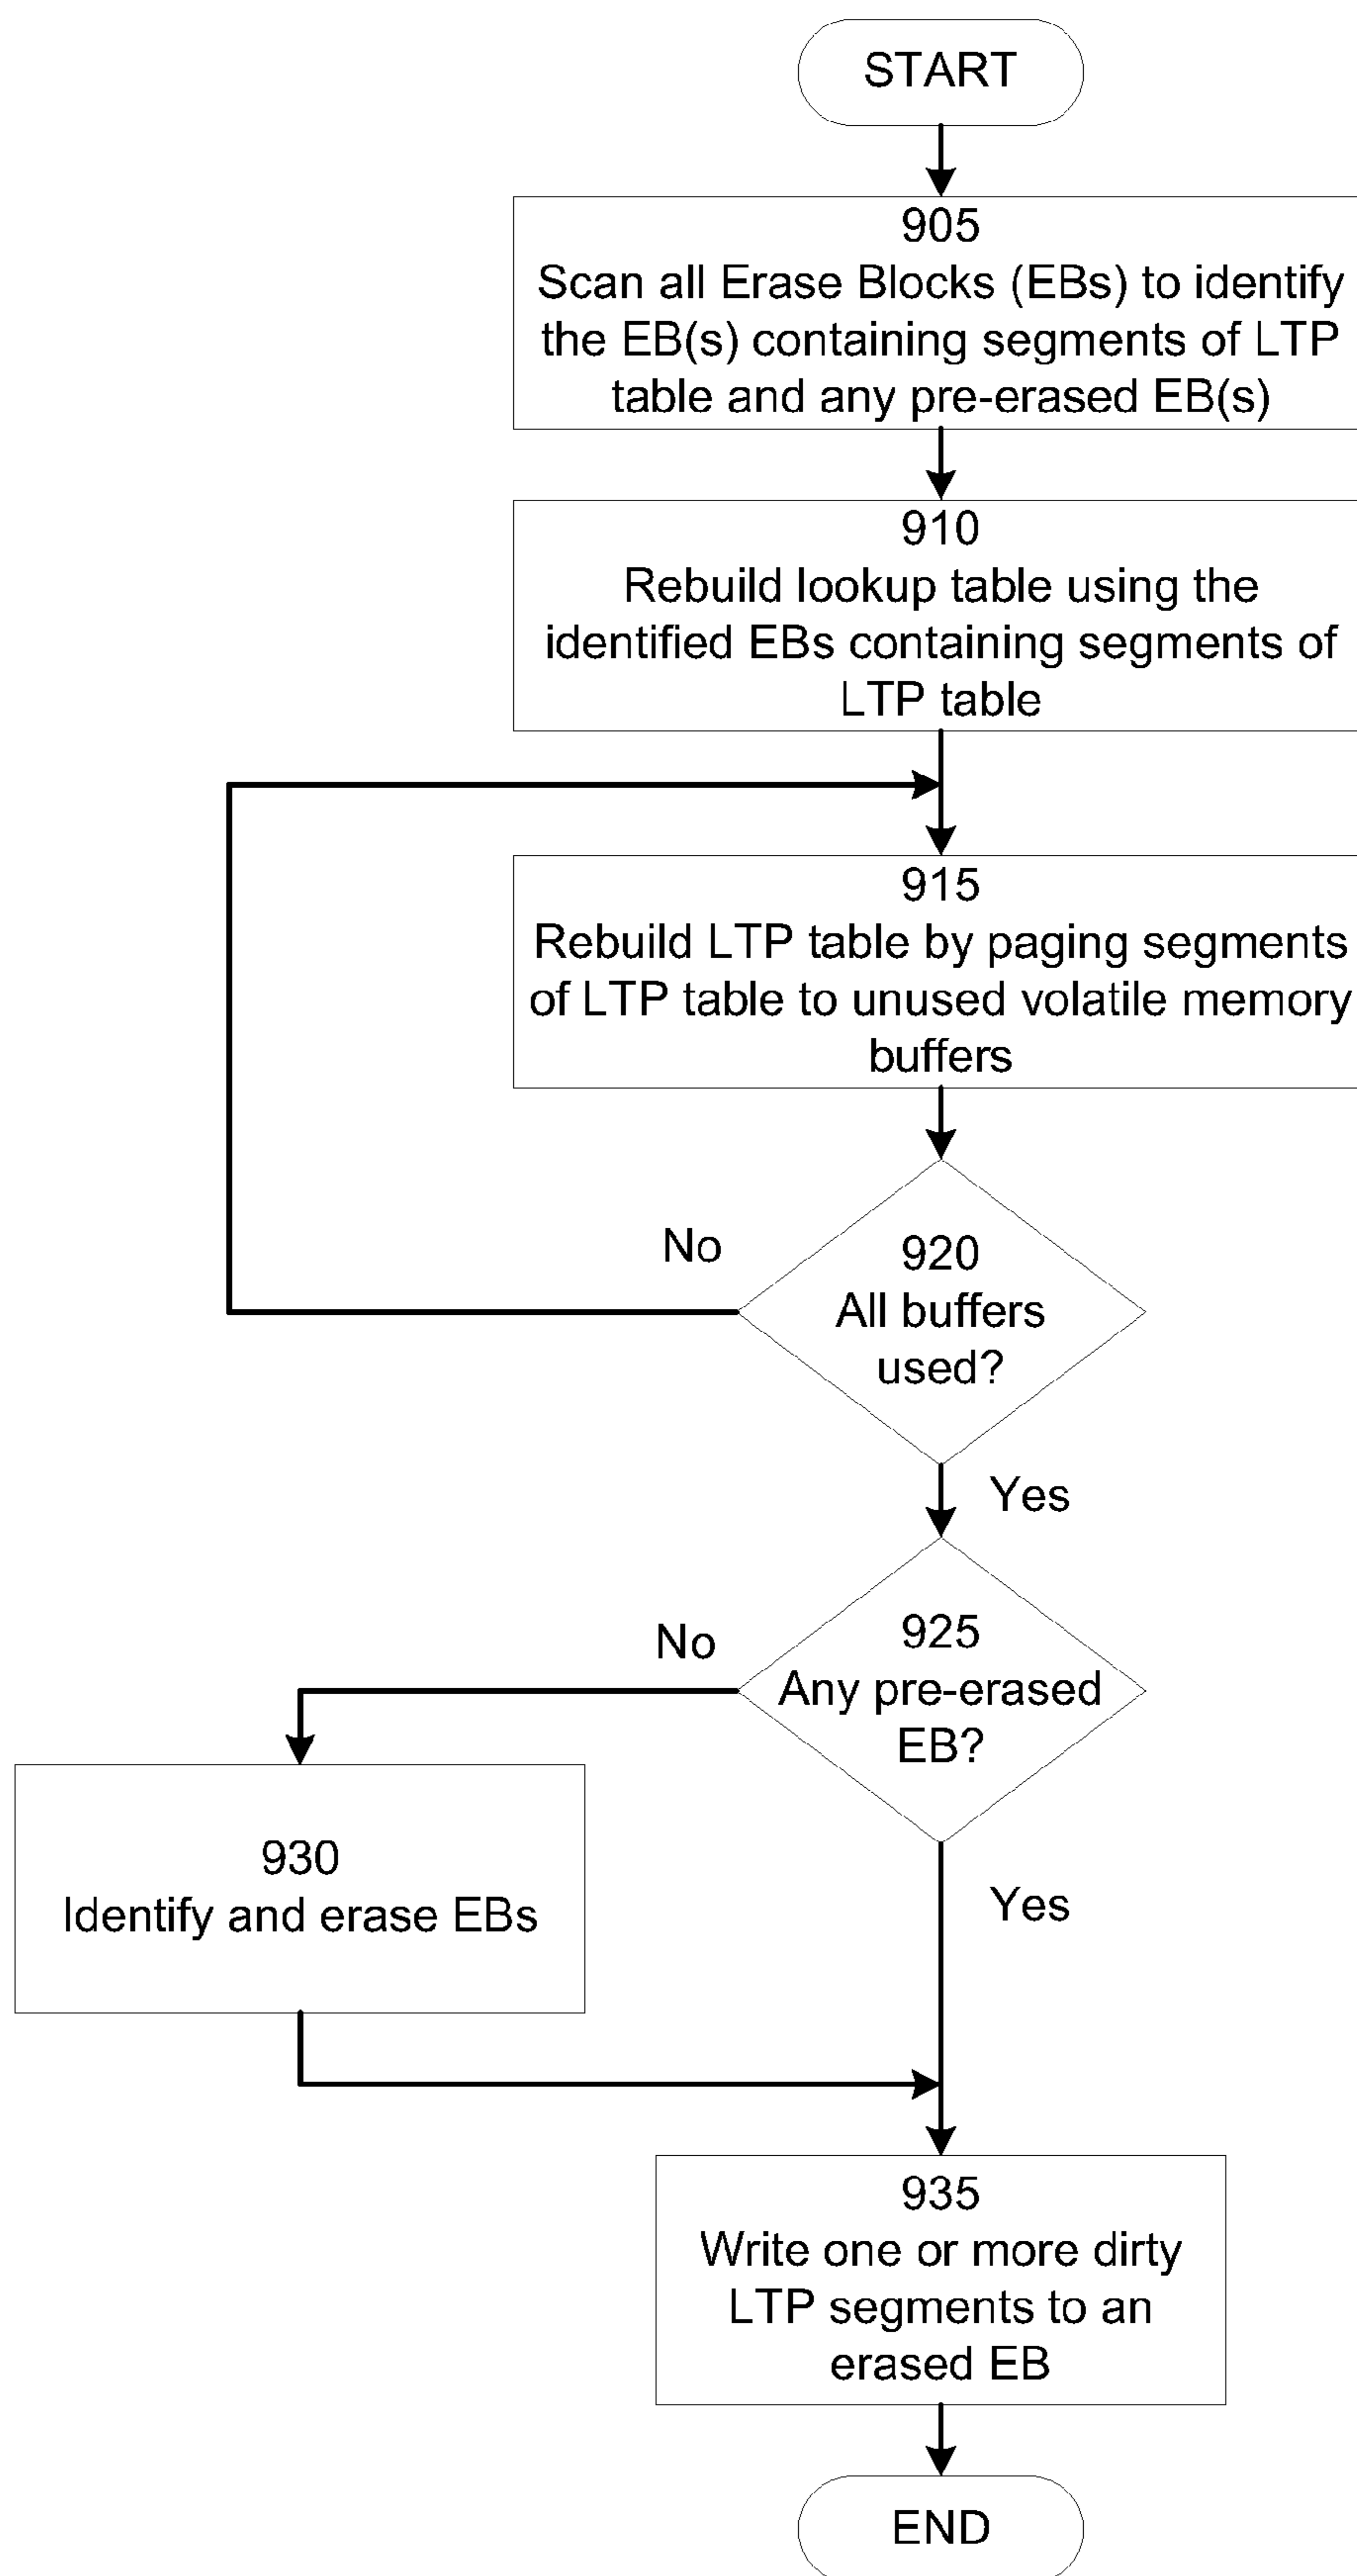 START
905
Scan all Erase Blocks (EBs) to identify
the EB(s) containing segments of LTP
table and any pre-erased EB(s)
910
Rebuild lookup table using the
identified EBs containing segments of
LTP table
915
Rebuild LTP table by paging segments
of LTP table to unused volatile memory
buffers
No
920
All buffers
used?
Yes
No
925
Any pre-erased
EB?
930
Identify and erase EBs
Yes
935
Write one or more dirty
LTP segments to an
erased EB
END